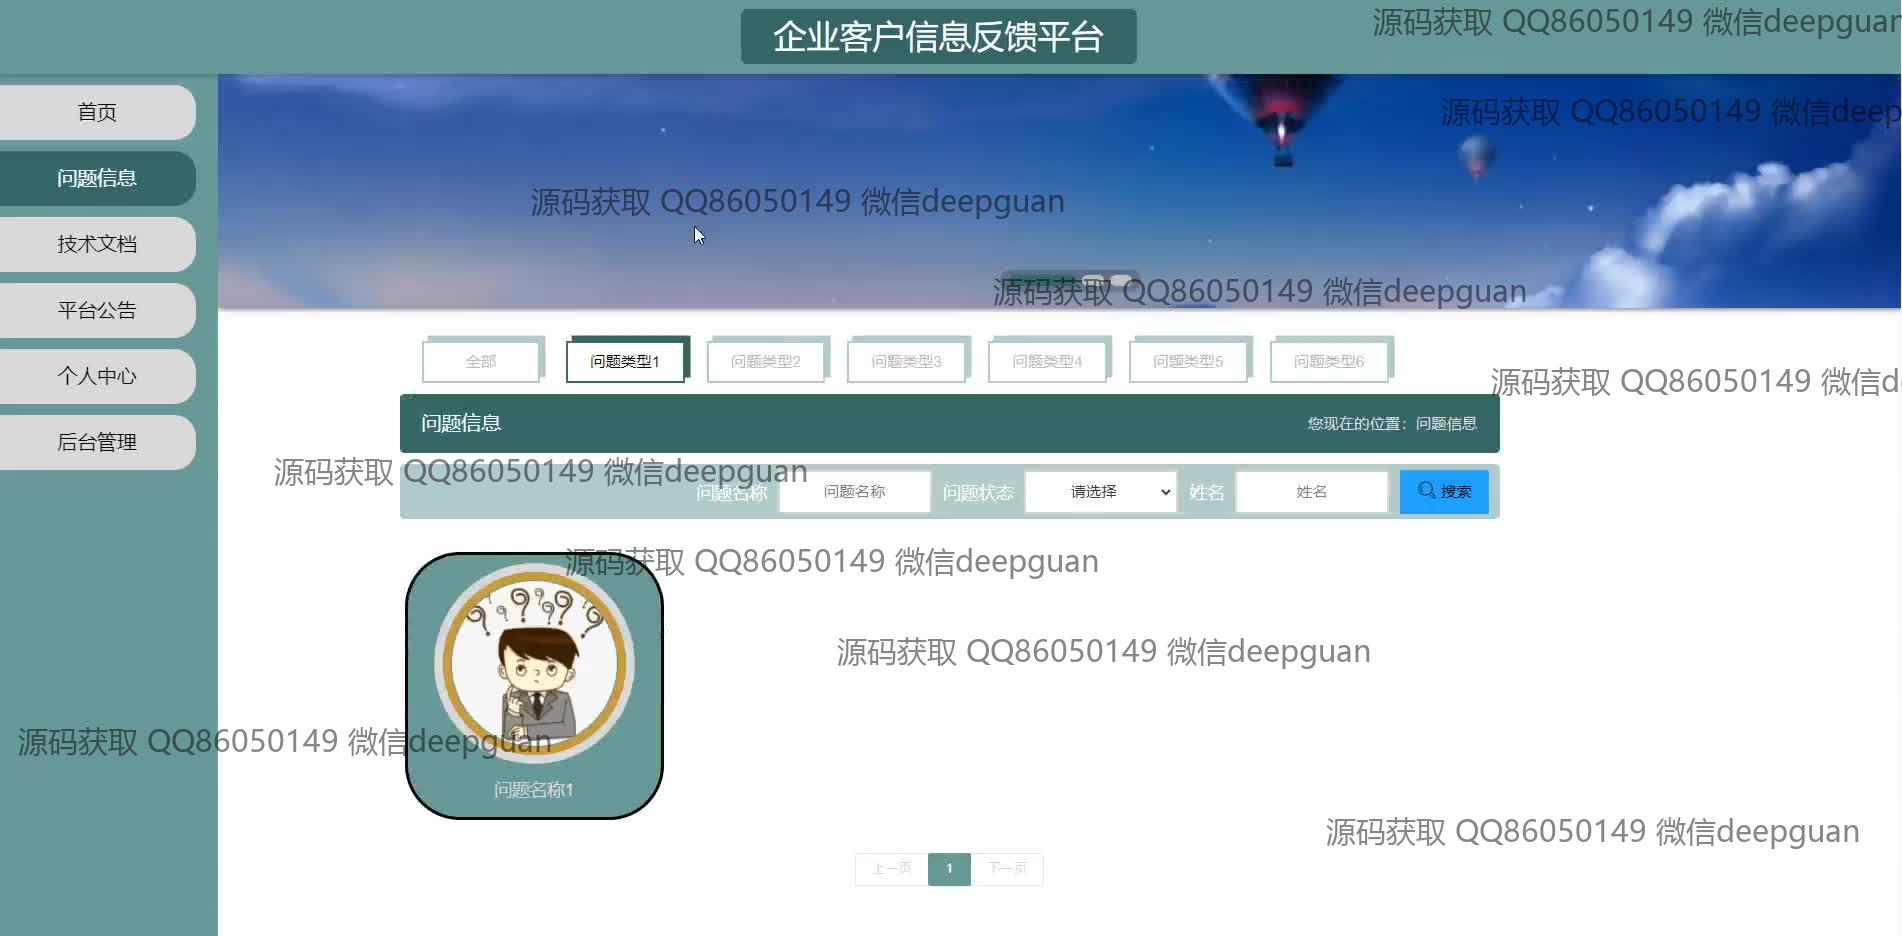 企业客户信息反馈平台
源码获取 QQ86050149 微信deepguan
首页
源码获取 QQ86050149 微信deep
问题信息
源码获取 QQ86050149 微信deepguan
技术文档
源码获取 QQ86050149 微信deepguan
平台公告
全部 问题类型1 问题类型2 问题类型3 问题类型4 问题类型5 问题类型6
个人中心
源码获取 QQ86050149 微信d
问题信息 您现在的位置：问题信息
后台管理
源码获取 QQ86050149 微信deepguan
问题名称 问题名称 问题状态 请选择 姓名 姓名 搜索
源码获取 QQ86050149 微信deepguan
源码获取 QQ86050149 微信deepguan
源码获取 QQ86050149 微信deepguan
问题名称1
源码获取 QQ86050149 微信deepguan
上一页 1 下一页